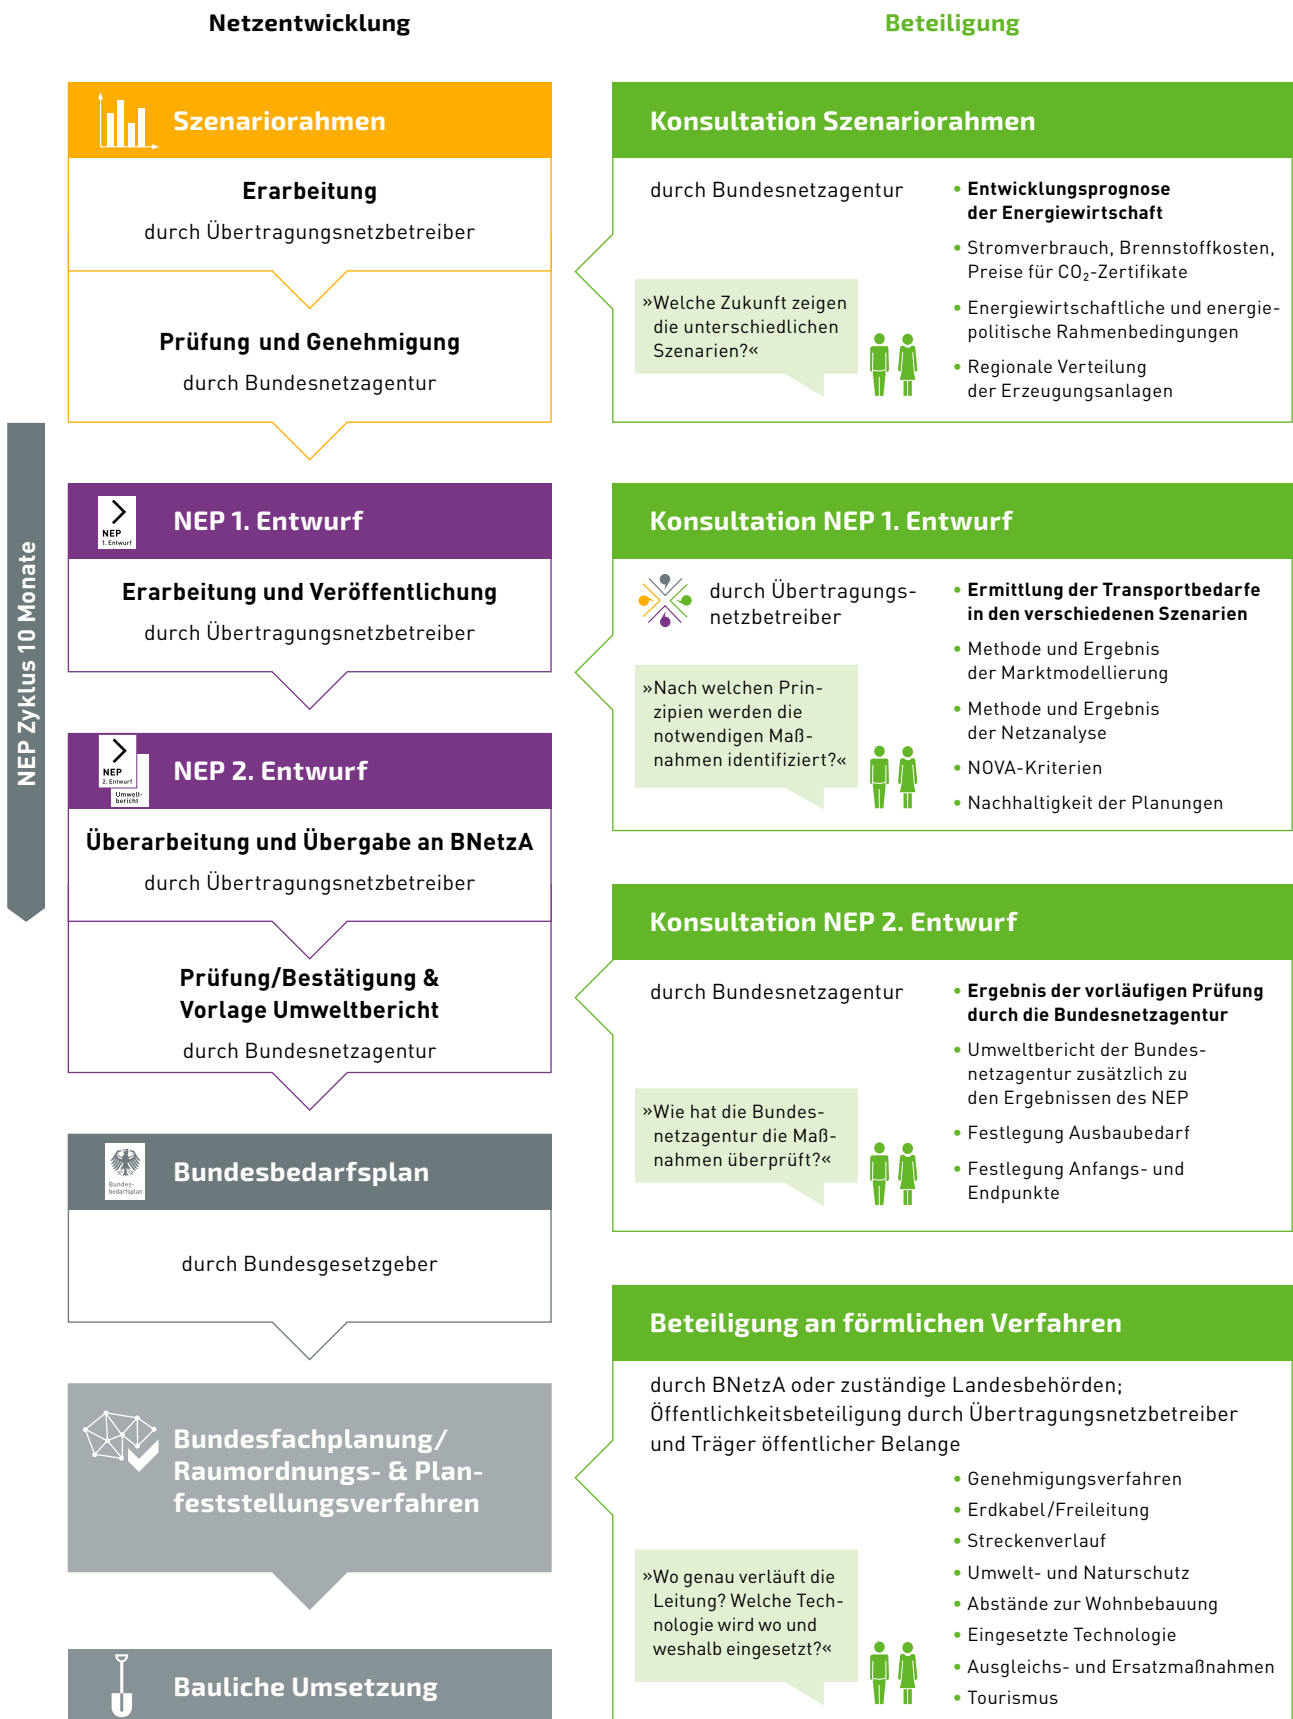 Netzentwicklung
Beteiligung
Szenariorahmen
Erarbeitung
durch Übertragungsnetzbetreiber
Prüfung und Genehmigung
durch Bundesnetzagentur
Konsultation Szenariorahmen
durch Bundesnetzagentur
»Welche Zukunft zeigen
die unterschiedlichen
Szenarien?«
• Entwicklungsprognose
der Energiewirtschaft
• Stromverbrauch, Brennstoffkosten,
Preise für CO₂-Zertifikate
• Energiewirtschaftliche und energie-
politische Rahmenbedingungen
• Regionale Verteilung
der Erzeugungsanlagen
NEP Zyklus 10 Monate
NEP
1. Entwurf
NEP 1. Entwurf
Erarbeitung und Veröffentlichung
durch Übertragungsnetzbetreiber
Konsultation NEP 1. Entwurf
durch Übertragungs-
netzbetreiber
»Nach welchen Prin-
zipien werden die
notwendigen Maß-
nahmen identifiziert?«
• Ermittlung der Transportbedarfe
in den verschiedenen Szenarien
• Methode und Ergebnis
der Marktmodellierung
• Methode und Ergebnis
der Netzanalyse
• NOVA-Kriterien
• Nachhaltigkeit der Planungen
NEP
2. Entwurf
Umwelt-
bericht
NEP 2. Entwurf
Überarbeitung und Übergabe an BNetzA
durch Übertragungsnetzbetreiber
Prüfung/Bestätigung &
Vorlage Umweltbericht
durch Bundesnetzagentur
Konsultation NEP 2. Entwurf
durch Bundesnetzagentur
»Wie hat die Bundes-
netzagentur die Maß-
nahmen überprüft?«
• Ergebnis der vorläufigen Prüfung
durch die Bundesnetzagentur
• Umweltbericht der Bundes-
netzagentur zusätzlich zu
den Ergebnissen des NEP
• Festlegung Ausbaubedarf
• Festlegung Anfangs- und
Endpunkte
Bundes-
bedarfsplan
Bundesbedarfsplan
durch Bundesgesetzgeber
Bundesfachplanung/
Raumordnungs- & Plan-
feststellungsverfahren
Bauliche Umsetzung
Beteiligung an förmlichen Verfahren
durch BNetzA oder zuständige Landesbehörden;
Öffentlichkeitsbeteiligung durch Übertragungsnetzbetreiber
und Träger öffentlicher Belange
»Wo genau verläuft die
Leitung? Welche Tech-
nologie wird wo und
weshalb eingesetzt?«
• Genehmigungsverfahren
• Erdkabel/Freileitung
• Streckenverlauf
• Umwelt- und Naturschutz
• Abstände zur Wohnbebauung
• Eingesetzte Technologie
• Ausgleichs- und Ersatzmaßnahmen
• Tourismus